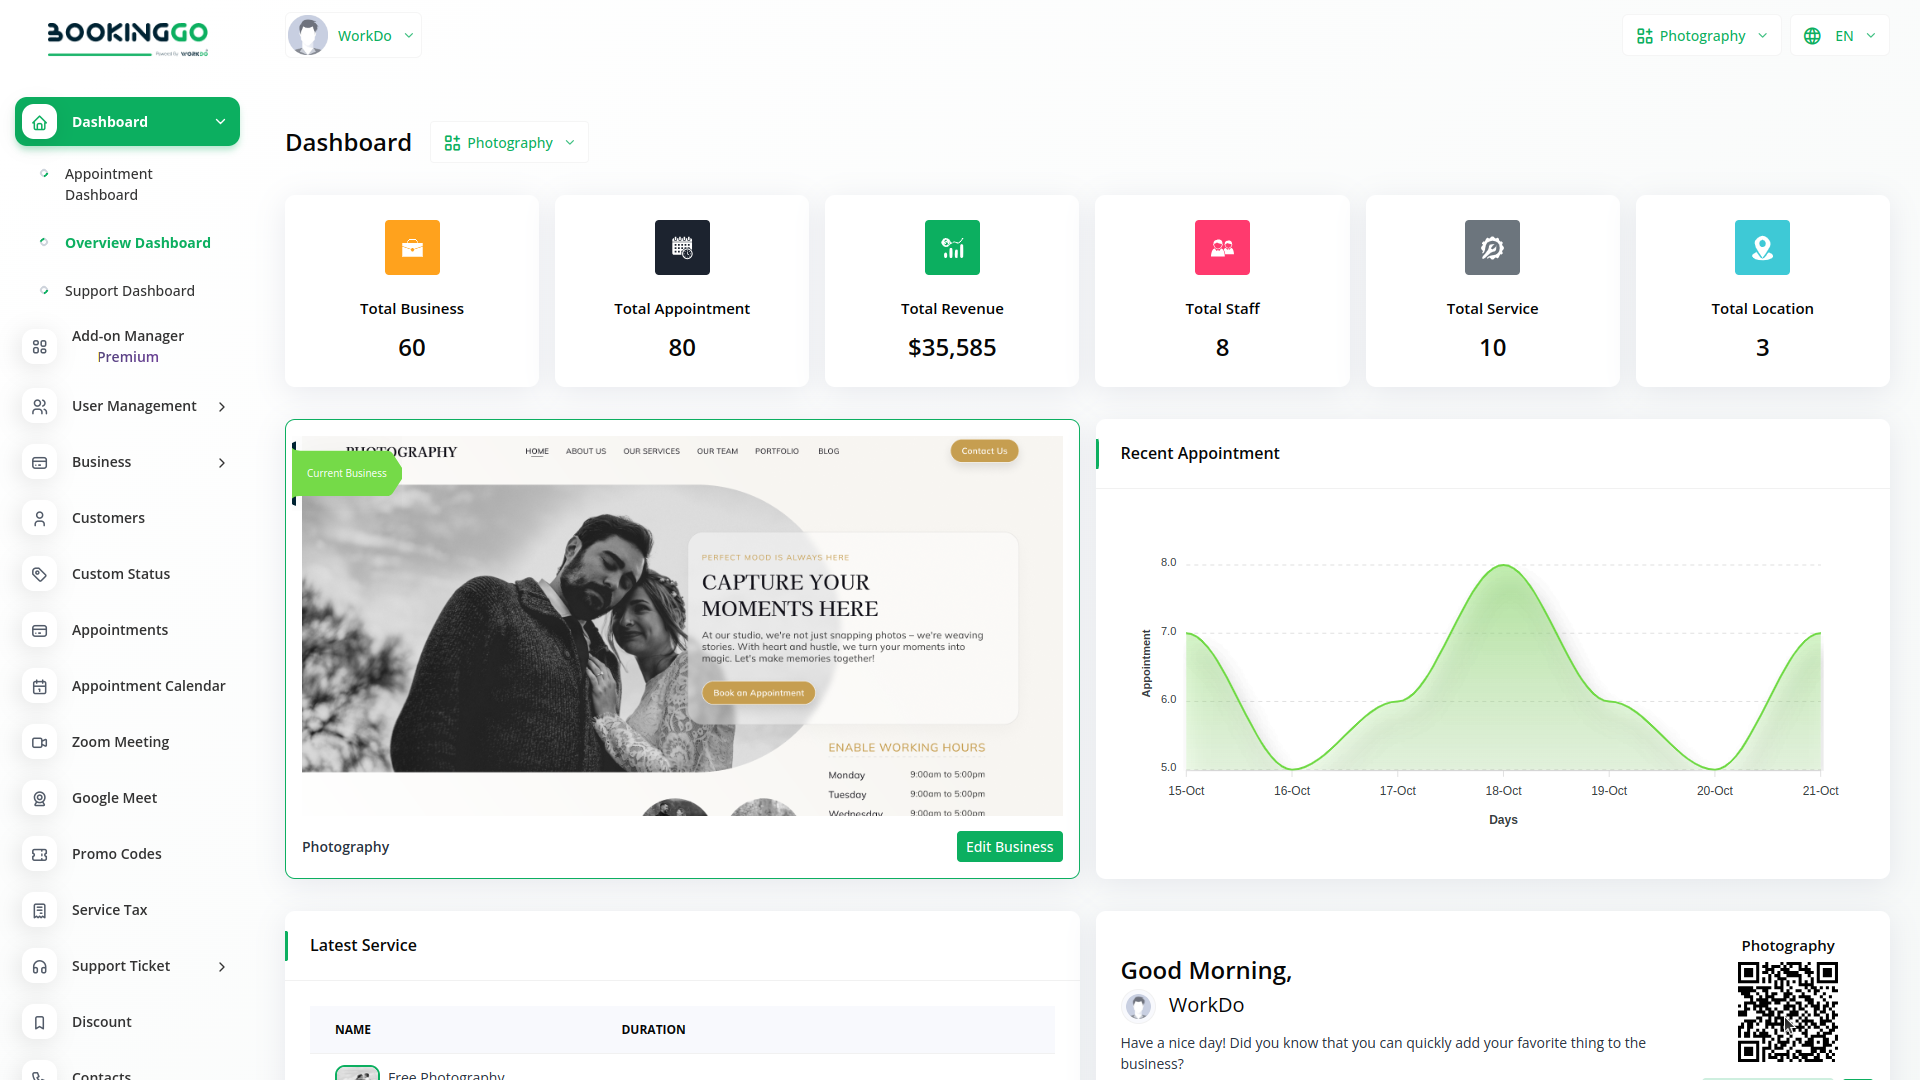 BOOKINGGO
Powered By WORKDO
WorkDo
Photography
EN
Dashboard
Appointment
Dashboard
Overview Dashboard
Support Dashboard
Add-on Manager
Premium
User Management
Business
Customers
Custom Status
Appointments
Appointment Calendar
Zoom Meeting
Google Meet
Promo Codes
Service Tax
Support Ticket
Discount
Contacts
Dashboard
Photography
Total Business
60
Total Appointment
80
Total Revenue
$35,585
Total Staff
8
Total Service
10
Total Location
3
PHOTOGRAPHY
HOME ABOUT US OUR SERVICES OUR TEAM PORTFOLIO BLOG
Contact Us
Current Business
PERFECT MOOD IS ALWAYS HERE
CAPTURE YOUR
MOMENTS HERE
At our studio, we're not just snapping photos – we're weaving
stories. With heart and hustle, we turn your moments into
magic. Let's make memories together!
Book an Appointment
ENABLE WORKING HOURS
Monday 9:00am to 5:00pm
Tuesday 9:00am to 5:00pm
Wednesday 9:00am to 5:00pm
Photography
Edit Business
Recent Appointment
8.0
7.0
6.0
5.0
Appointment
15-Oct 16-Oct 17-Oct 18-Oct 19-Oct 20-Oct 21-Oct
Days
Latest Service
NAME DURATION
Free Photography
Photography
Good Morning,
WorkDo
Have a nice day! Did you know that you can quickly add your favorite thing to the
business?